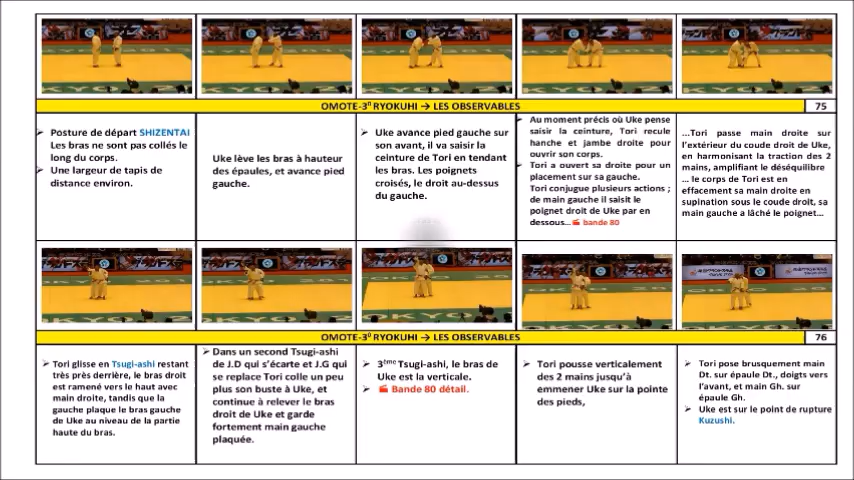 OMOTE-3º RYOKUHI → LES OBSERVABLES
75
➢ Posture de départ SHIZENTAI
Les bras ne sont pas collés le
long du corps.
➢ Une largeur de tapis de
distance environ.
Uke lève les bras à hauteur
des épaules, et avance pied
gauche.
➢ Uke avance pied gauche sur
son avant, il va saisir la
ceinture de Tori en tendant
les bras. Les poignets
croisés, le droit au-dessus
du gauche.
➢ Au moment précis où Uke pense
saisir la ceinture, Tori recule
hanche et jambe droite pour
ouvrir son corps.
➢ Tori a ouvert sa droite pour un
placement sur sa gauche.
Tori conjugue plusieurs actions ;
de main gauche il saisit le
poignet droit de Uke par en
dessous... bande 80
...Tori passe main droite sur
l'extérieur du coude droit de Uke,
en harmonisant la traction des 2
mains, amplifiant le déséquilibre
... le corps de Tori est en
effacement sa main droite en
supination sous le coude droit, sa
main gauche a lâché le poignet...
OMOTE-3º RYOKUHI → LES OBSERVABLES
76
➢ Tori glisse en Tsugi-ashi restant
très près derrière, le bras droit
est ramené vers le haut avec
main droite, tandis que la
gauche plaque le bras gauche
de Uke au niveau de la partie
haute du bras.
➢ Dans un second Tsugi-ashi
de J.D qui s'écarte et J.G qui
se replace Tori colle un peu
plus son buste à Uke, et
continue à relever le bras
droit de Uke et garde
fortement main gauche
plaquée.
➢ 3ème Tsugi-ashi, le bras de
Uke est la verticale.
➢ Bande 80 détail.
➢ Tori pousse verticalement
des 2 mains jusqu'à
emmener Uke sur la pointe
des pieds,
➢ Tori pose brusquement main
Dt. sur épaule Dt., doigts vers
l'avant, et main Gh. sur
épaule Gh.
➢ Uke est sur le point de rupture
Kuzushi.